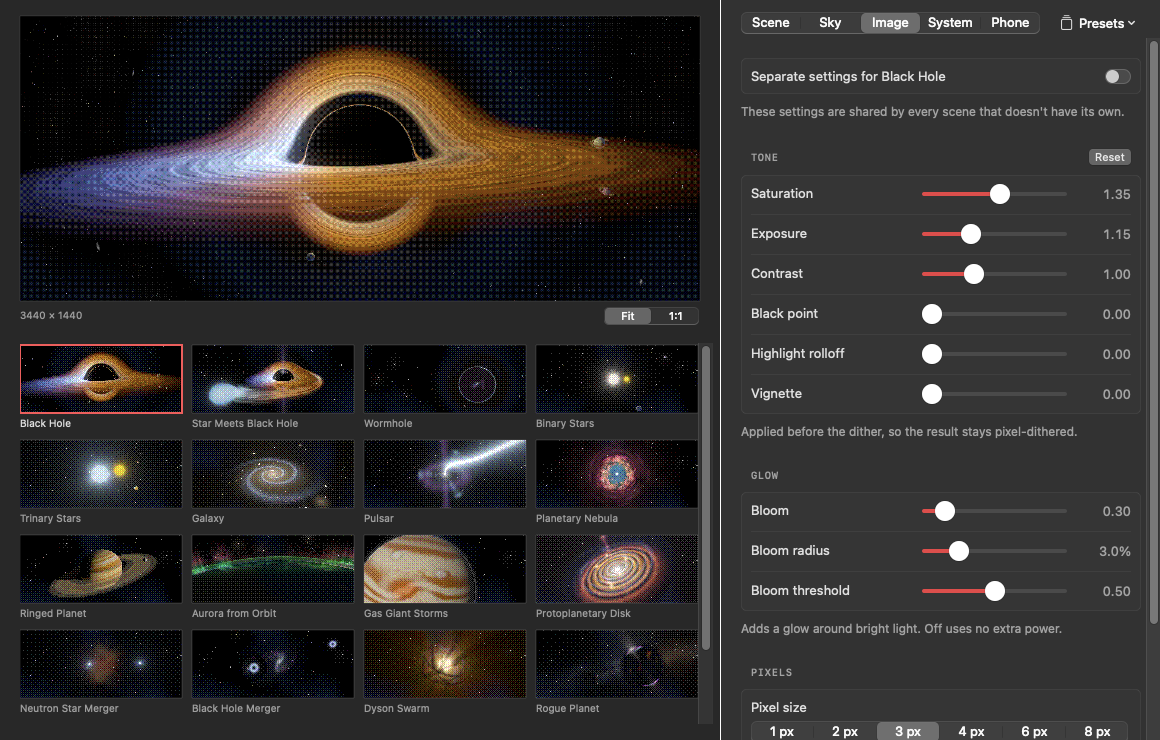 Scene Sky Image System Phone Presets
Separate settings for Black Hole
These settings are shared by every scene that doesn't have its own.
TONE Reset
Saturation 1.35
Exposure 1.15
Contrast 1.00
Black point 0.00
Highlight rolloff 0.00
Vignette 0.00
Applied before the dither, so the result stays pixel-dithered.
GLOW
Bloom 0.30
Bloom radius 3.0%
Bloom threshold 0.50
Adds a glow around bright light. Off uses no extra power.
PIXELS
Pixel size
1 px 2 px 3 px 4 px 6 px 8 px
3440 × 1440 Fit 1:1
Black Hole Star Meets Black Hole Wormhole Binary Stars
Trinary Stars Galaxy Pulsar Planetary Nebula
Ringed Planet Aurora from Orbit Gas Giant Storms Protoplanetary Disk
Neutron Star Merger Black Hole Merger Dyson Swarm Rogue Planet